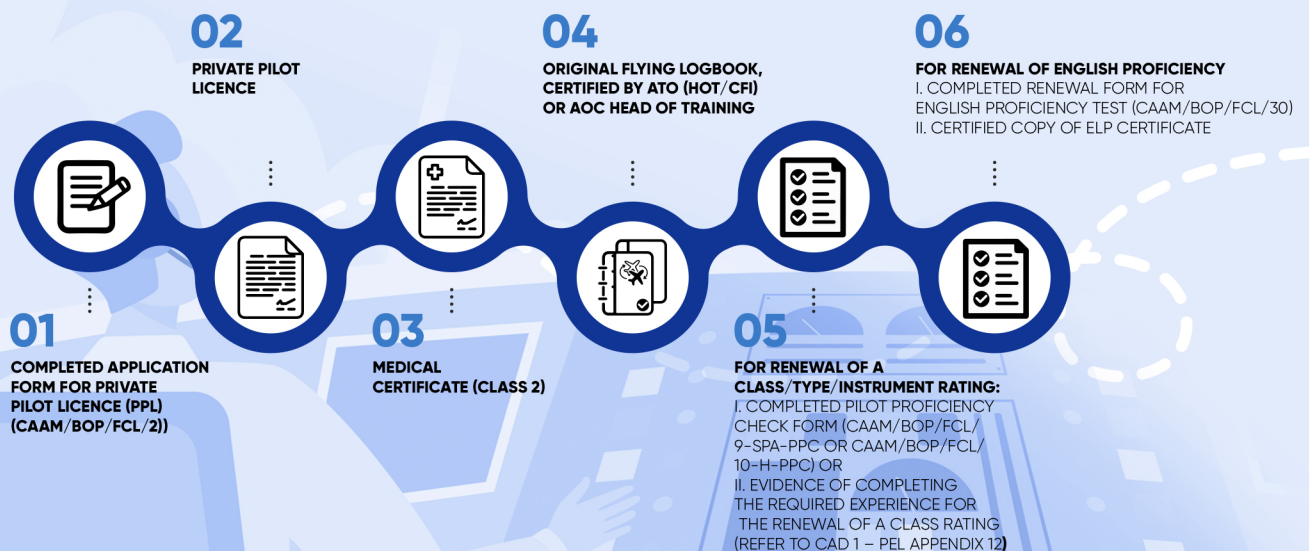 01
COMPLETED APPLICATION
FORM FOR PRIVATE
PILOT LICENCE (PPL)
(CAAM/BOP/FCL/2))
02
PRIVATE PILOT
LICENCE
03
MEDICAL
CERTIFICATE (CLASS 2)
04
ORIGINAL FLYING LOGBOOK,
CERTIFIED BY ATO (HOT/CFI)
OR AOC HEAD OF TRAINING
05
FOR RENEWAL OF A
CLASS/TYPE/INSTRUMENT RATING:
I. COMPLETED PILOT PROFICIENCY
CHECK FORM (CAAM/BOP/FCL/
9-SPA-PPC OR CAAM/BOP/FCL/
10-H-PPC) OR
II. EVIDENCE OF COMPLETING
THE REQUIRED EXPERIENCE FOR
THE RENEWAL OF A CLASS RATING
(REFER TO CAD 1 – PEL APPENDIX 12)
06
FOR RENEWAL OF ENGLISH PROFICIENCY
I. COMPLETED RENEWAL FORM FOR
ENGLISH PROFICIENCY TEST (CAAM/BOP/FCL/30)
II. CERTIFIED COPY OF ELP CERTIFICATE